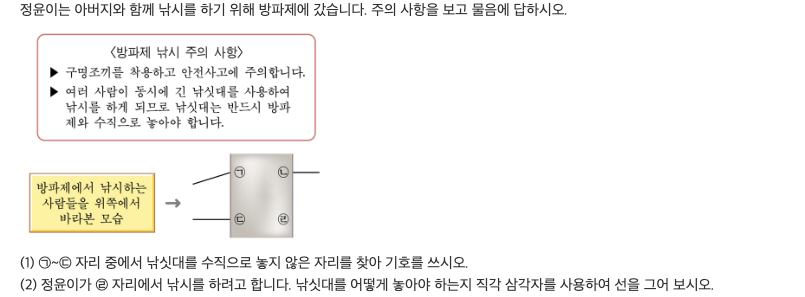 정윤이는 아버지와 함께 낚시를 하기 위해 방파제에 갔습니다. 주의 사항을 보고 물음에 답하시오.
〈방파제 낚시 주의 사항〉
▶ 구명조끼를 착용하고 안전사고에 주의합니다.
▶ 여러 사람이 동시에 긴 낚싯대를 사용하여
낚시를 하게 되므로 낚싯대는 반드시 방파
제와 수직으로 놓아야 합니다.
방파제에서 낚시하는
사람들을 위쪽에서
바라본 모습
→
㉠ ㉡
㉢ ㉣
(1) ㉠~㉢ 자리 중에서 낚싯대를 수직으로 놓지 않은 자리를 찾아 기호를 쓰시오.
(2) 정윤이가 ㉣ 자리에서 낚시를 하려고 합니다. 낚싯대를 어떻게 놓아야 하는지 직각 삼각자를 사용하여 선을 그어 보시오.